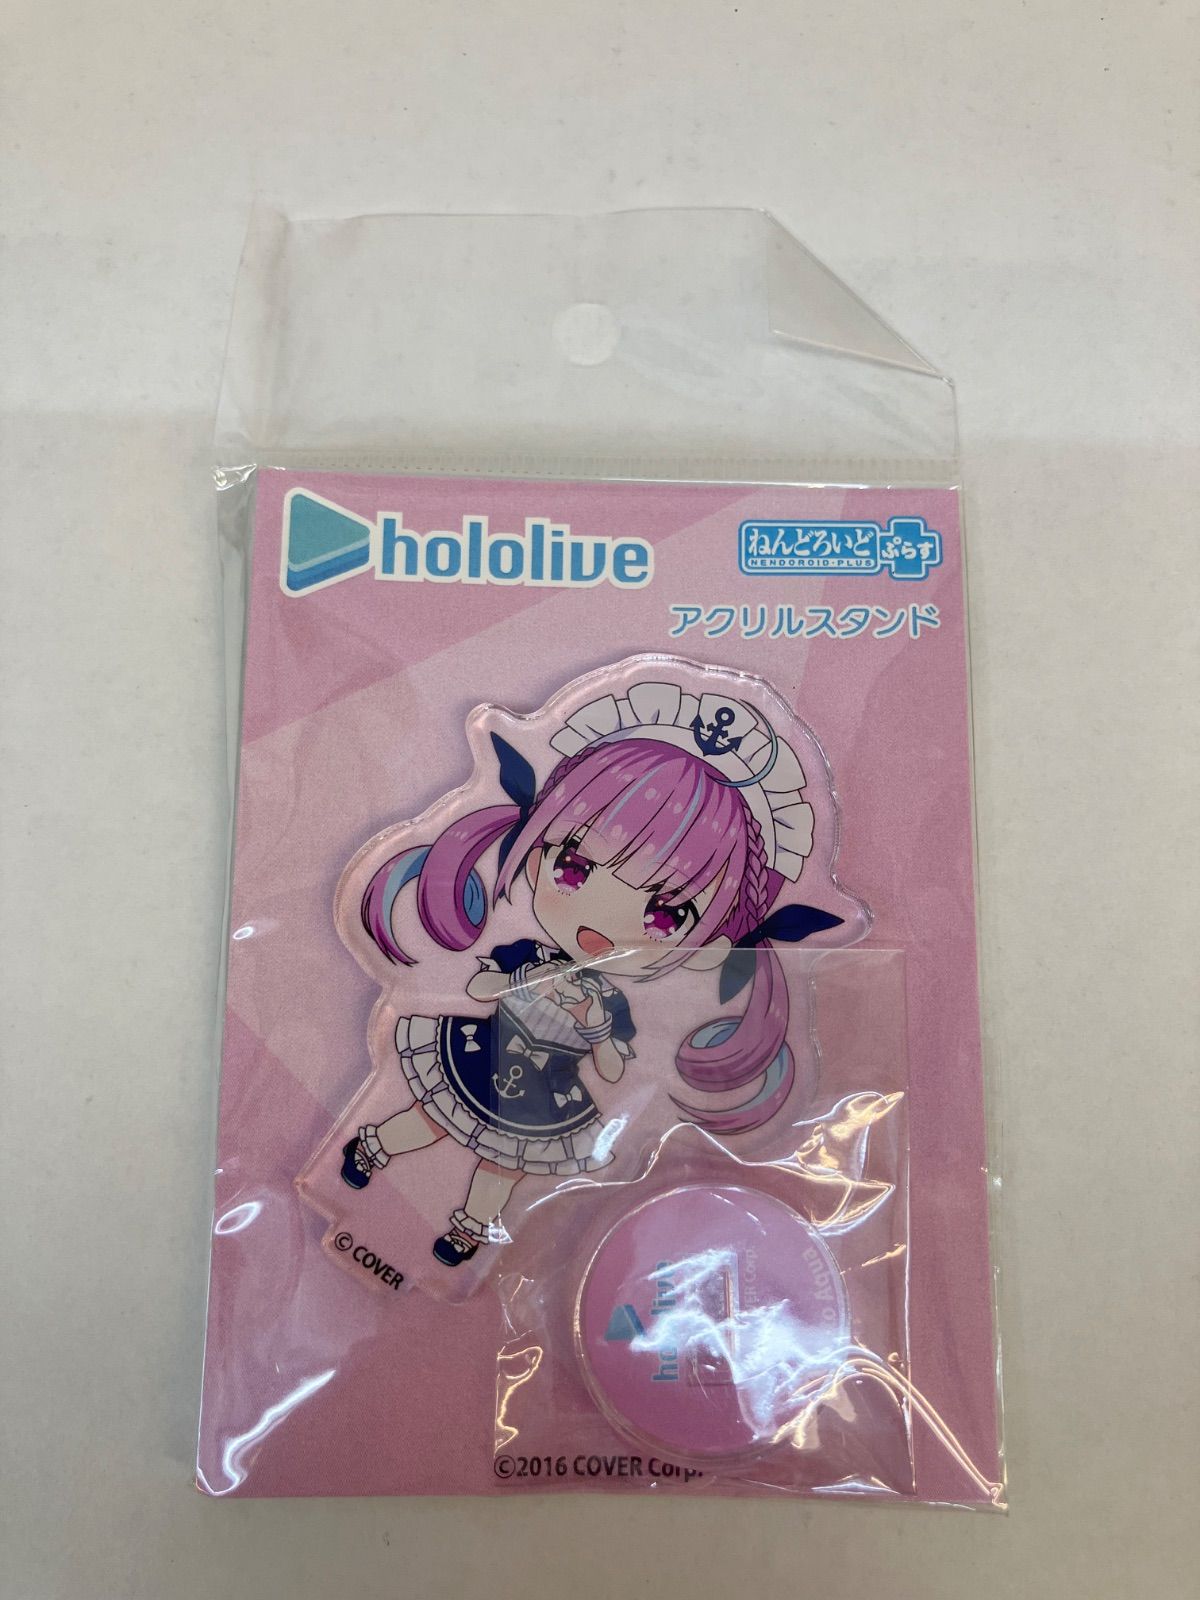 hololive
ねんどろいど
ぷらす
NENDOROID・PLUS
アクリルスタンド
© COVER
©2016 COVER Corp.